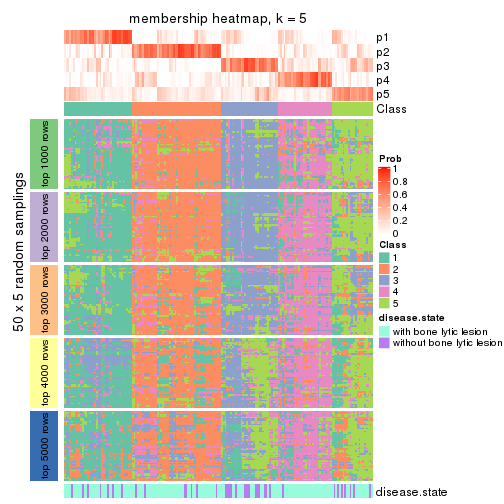 membership heatmap, k = 5
p1
p2
p3
p4
p5
Class
50 x 5 random samplings
top 1000 rows
top 2000 rows
top 3000 rows
top 4000 rows
top 5000 rows
Prob
1
0.8
0.6
0.4
0.2
0
Class
1
2
3
4
5
disease.state
with bone lytic lesion
without bone lytic lesion
disease.state